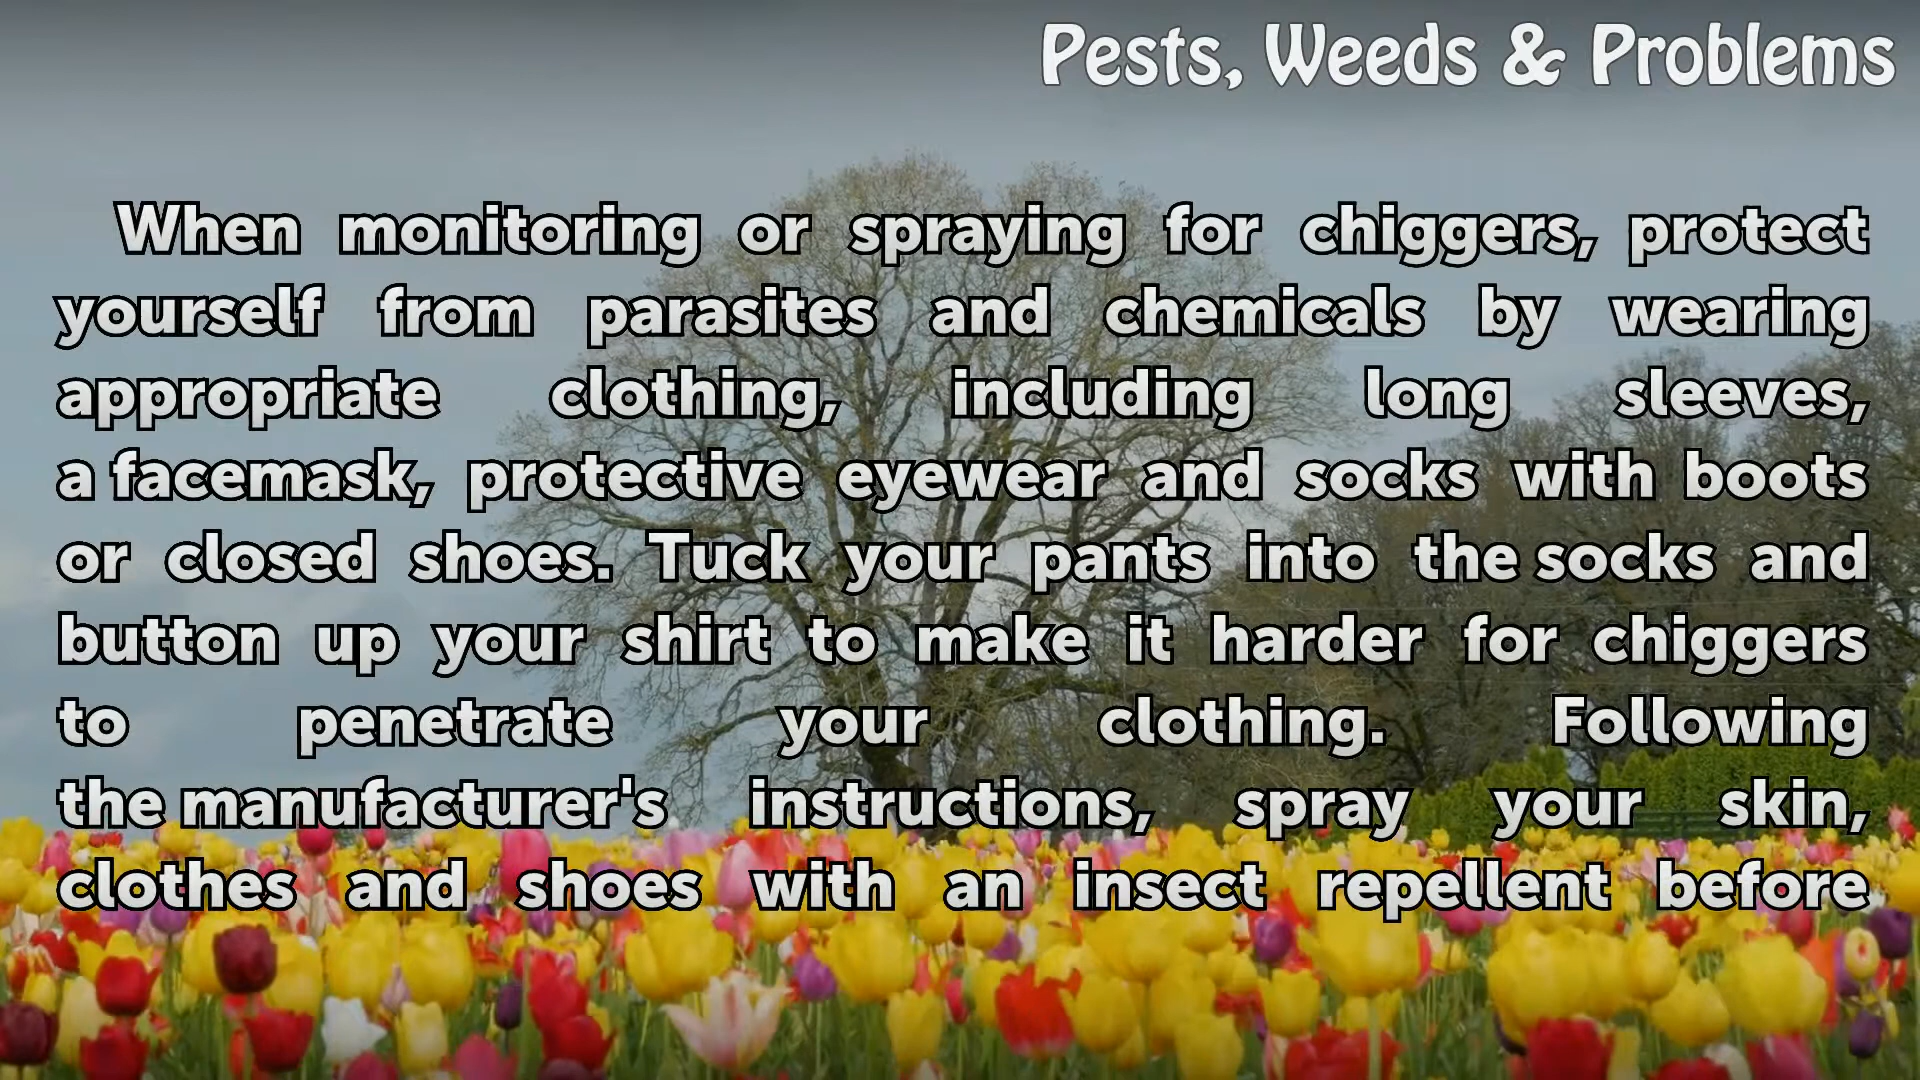 Pests, Weeds & Problems
When monitoring or spraying for chiggers, protect
yourself from parasites and chemicals by wearing
appropriate clothing, including long sleeves,
a facemask, protective eyewear and socks with boots
or closed shoes. Tuck your pants into the socks and
button up your shirt to make it harder for chiggers
to penetrate your clothing. Following
the manufacturer's instructions, spray your skin,
clothes and shoes with an insect repellent before